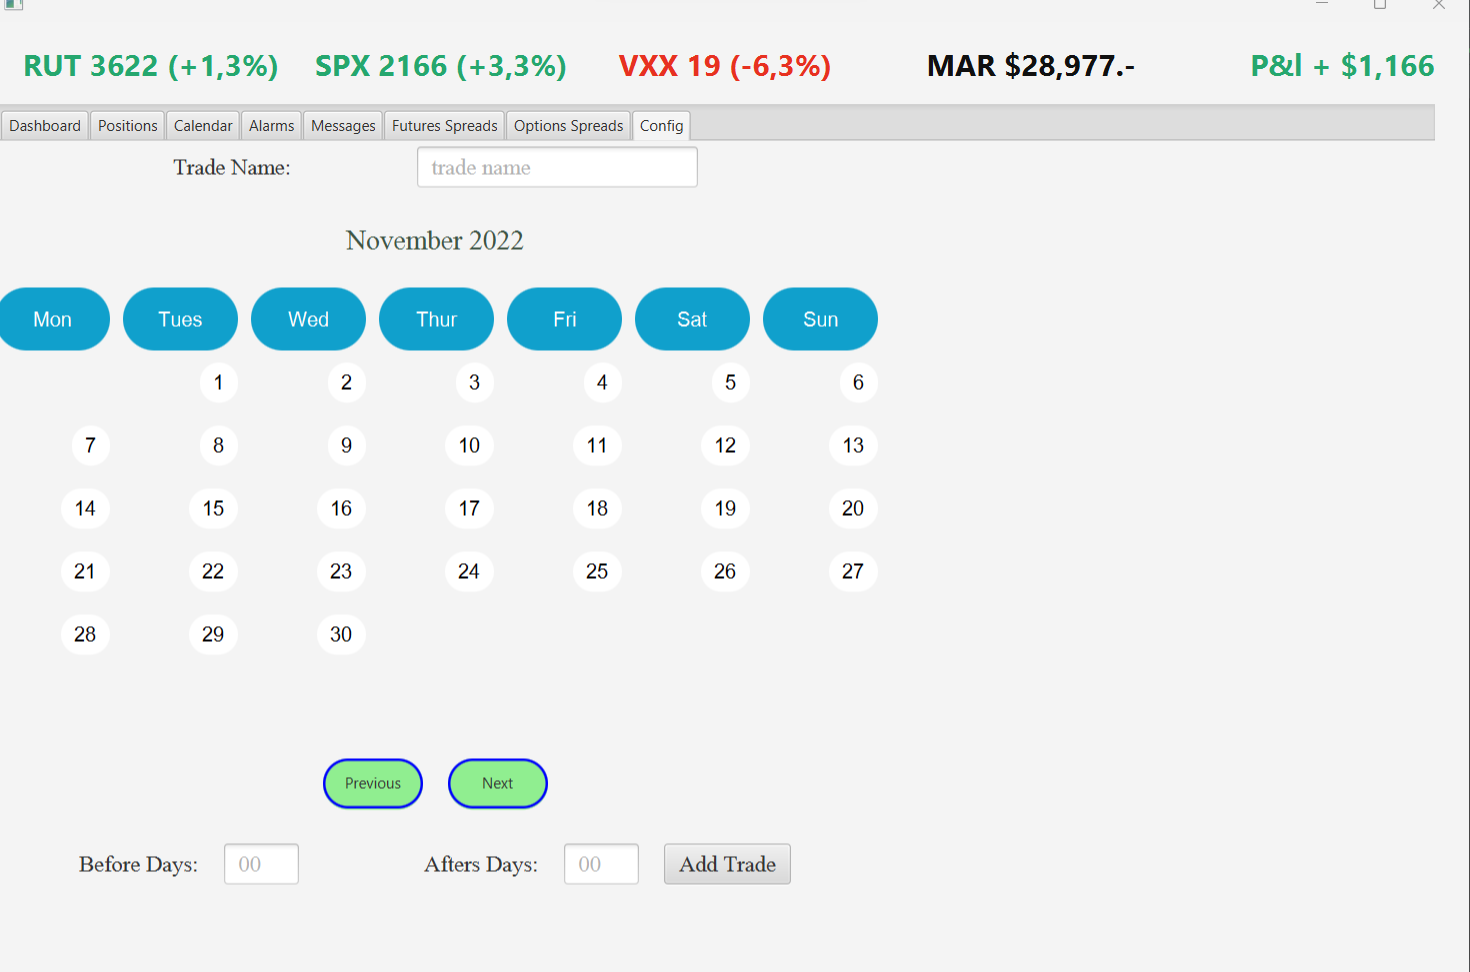 RUT 3622 (+1,3%) SPX 2166 (+3,3%) VXX 19 (-6,3%) MAR $28,977.- P&l + $1,166
Dashboard Positions Calendar Alarms Messages Futures Spreads Options Spreads Config
Trade Name: trade name
November 2022
Mon Tues Wed Thur Fri Sat Sun
1 2 3 4 5 6
7 8 9 10 11 12 13
14 15 16 17 18 19 20
21 22 23 24 25 26 27
28 29 30
Previous Next
Before Days: 00 Afters Days: 00 Add Trade